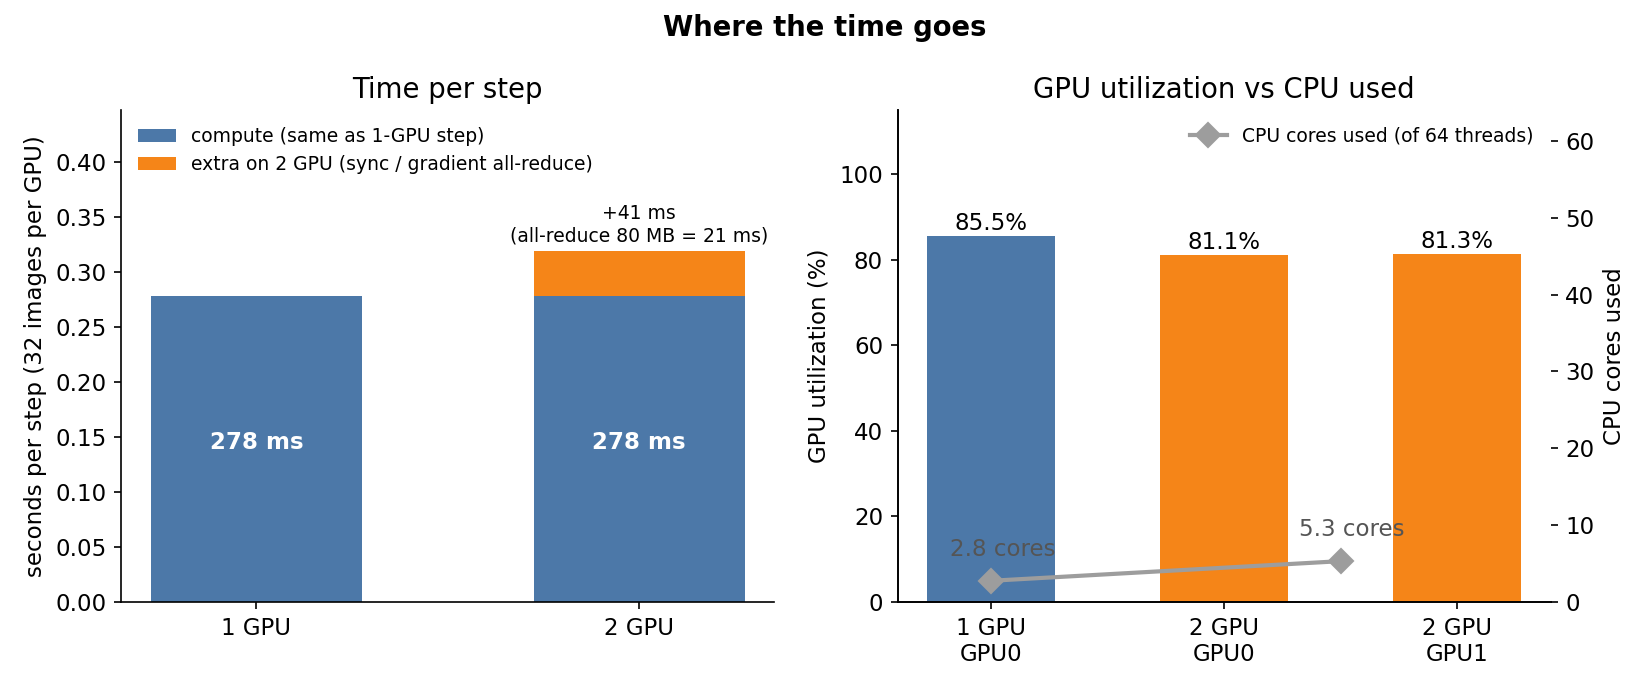 Where the time goes
Time per step
seconds per step (32 images per GPU)
0.40
0.35
0.30
0.25
0.20
0.15
0.10
0.05
0.00
compute (same as 1-GPU step)
extra on 2 GPU (sync / gradient all-reduce)
+41 ms
(all-reduce 80 MB = 21 ms)
278 ms
278 ms
1 GPU
2 GPU
GPU utilization vs CPU used
GPU utilization (%)
100
80
60
40
20
0
CPU cores used (of 64 threads)
85.5%
81.1%
81.3%
2.8 cores
5.3 cores
1 GPU
GPU0
2 GPU
GPU0
2 GPU
GPU1
60
50
40
30
20
10
0
CPU cores used